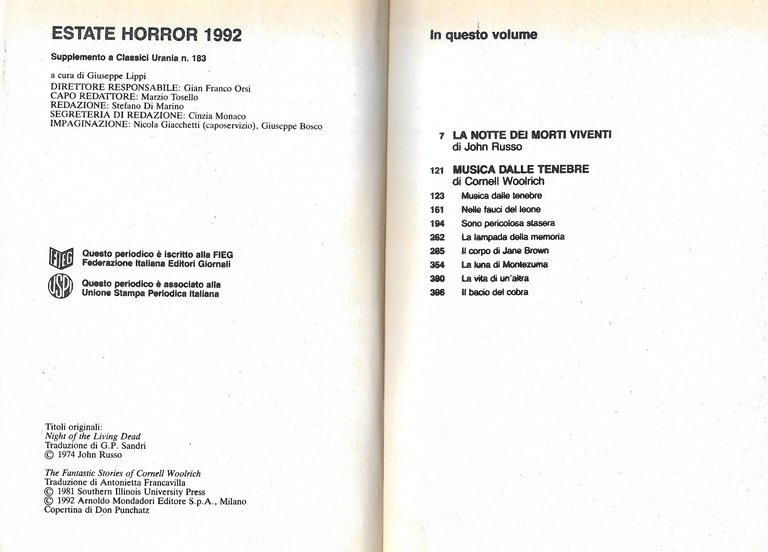 ESTATE HORROR 1992
Supplemento a Classici Urania n. 183
a cura di Giuseppe Lippi
DIRETTORE RESPONSABILE: Gian Franco Orsi
CAPO REDATTORE: Marzio Tosello
REDAZIONE: Stefano Di Marino
SEGRETERIA DI REDAZIONE: Cinzia Monaco
IMPAGINAZIONE: Nicola Giacchetti (caposervizio), Giuseppe Bosco
FIEG
Questo periodico è iscritto alla FIEG
Federazione Italiana Editori Giornali
USPI
Questo periodico è associato alla
Unione Stampa Periodica Italiana
Titoli originali:
Night of the Living Dead
Traduzione di G.P. Sandri
© 1974 John Russo
The Fantastic Stories of Cornell Woolrich
Traduzione di Antonietta Francavilla
© 1981 Southern Illinois University Press
© 1992 Arnoldo Mondadori Editore S.p.A., Milano
Copertina di Don Punchatz
In questo volume
7 LA NOTTE DEI MORTI VIVENTI
di John Russo
121 MUSICA DALLE TENEBRE
di Cornell Woolrich
123 Musica dalle tenebre
161 Nelle fauci del leone
194 Sono pericolosa stasera
262 La lampada della memoria
285 Il corpo di Jane Brown
354 La luna di Montezuma
380 La vita di un'altra
396 Il bacio del cobra